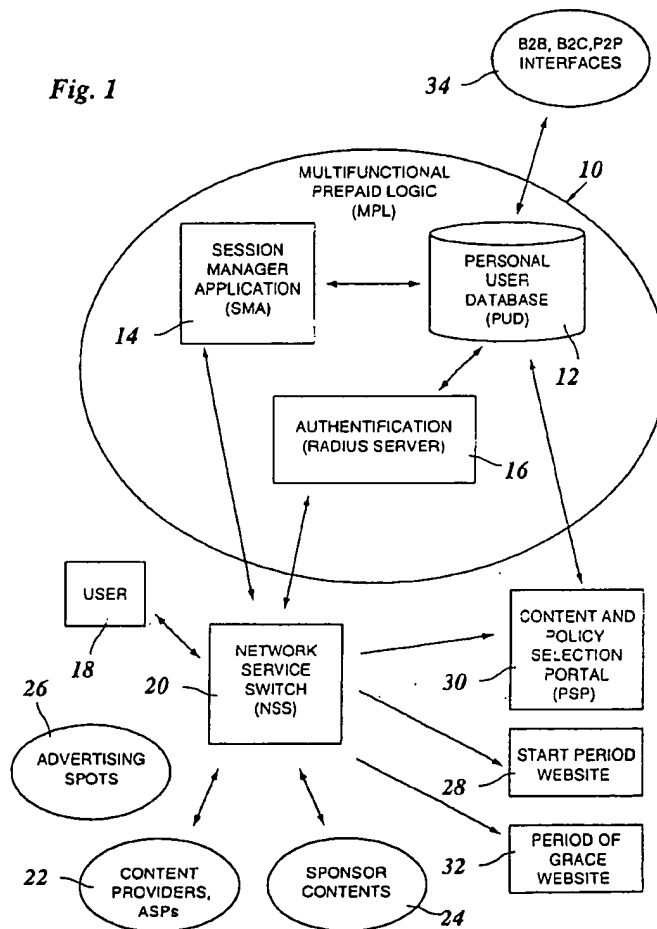 Fig. 1
B2B, B2C,P2P
INTERFACES
34
10
MULTIFUNCTIONAL
PREPAID LOGIC
(MPL)
SESSION
MANAGER
APPLICATION
(SMA)
14
PERSONAL
USER
DATABASE
(PUD)
12
AUTHENTIFICATION
(RADIUS SERVER)
16
USER
18
NETWORK
SERVICE
SWITCH
(NSS)
20
CONTENT AND
POLICY
SELECTION
PORTAL
(PSP)
30
26
ADVERTISING
SPOTS
START PERIOD
WEBSITE
28
PERIOD OF
GRACE
WEBSITE
32
22
CONTENT
PROVIDERS,
ASPs
SPONSOR
CONTENTS
24